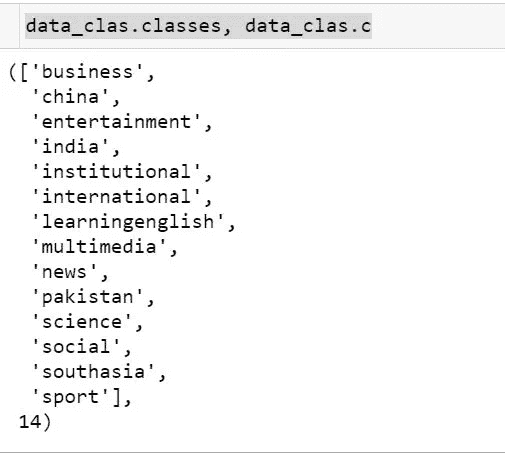 data_clas.classes, data_clas.c
(['business',
'china',
'entertainment',
'india',
'institutional',
'international',
'learningenglish',
'multimedia',
'news',
'pakistan',
'science',
'social',
'southasia',
'sport'],
14)